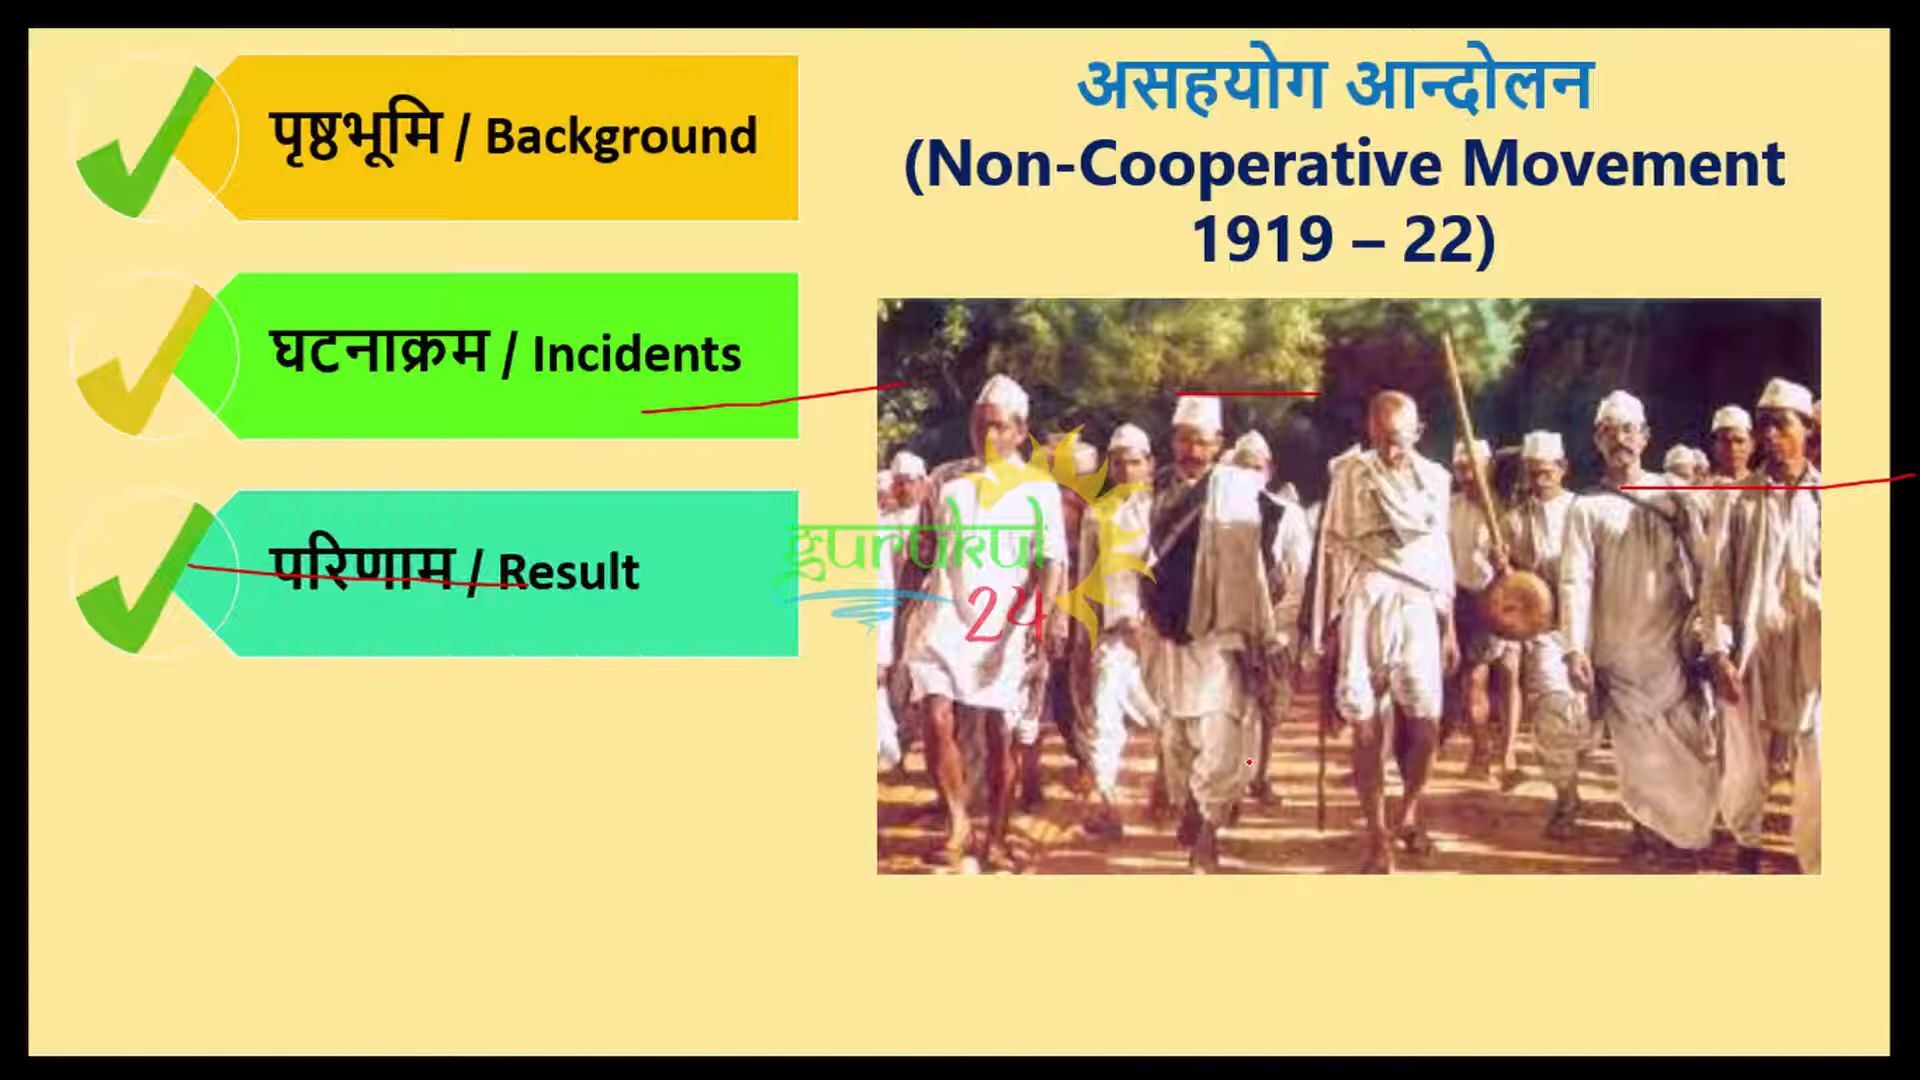 पृष्ठभूमि / Background
घटनाक्रम / Incidents
परिणाम / Result
असहयोग आन्दोलन
(Non-Cooperative Movement
1919 – 22)
gurukul
24